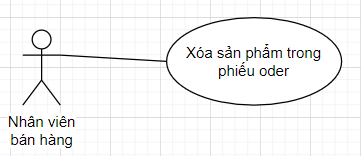 Xóa sản phẩm trong
phiếu oder
Nhân viên
bán hàng